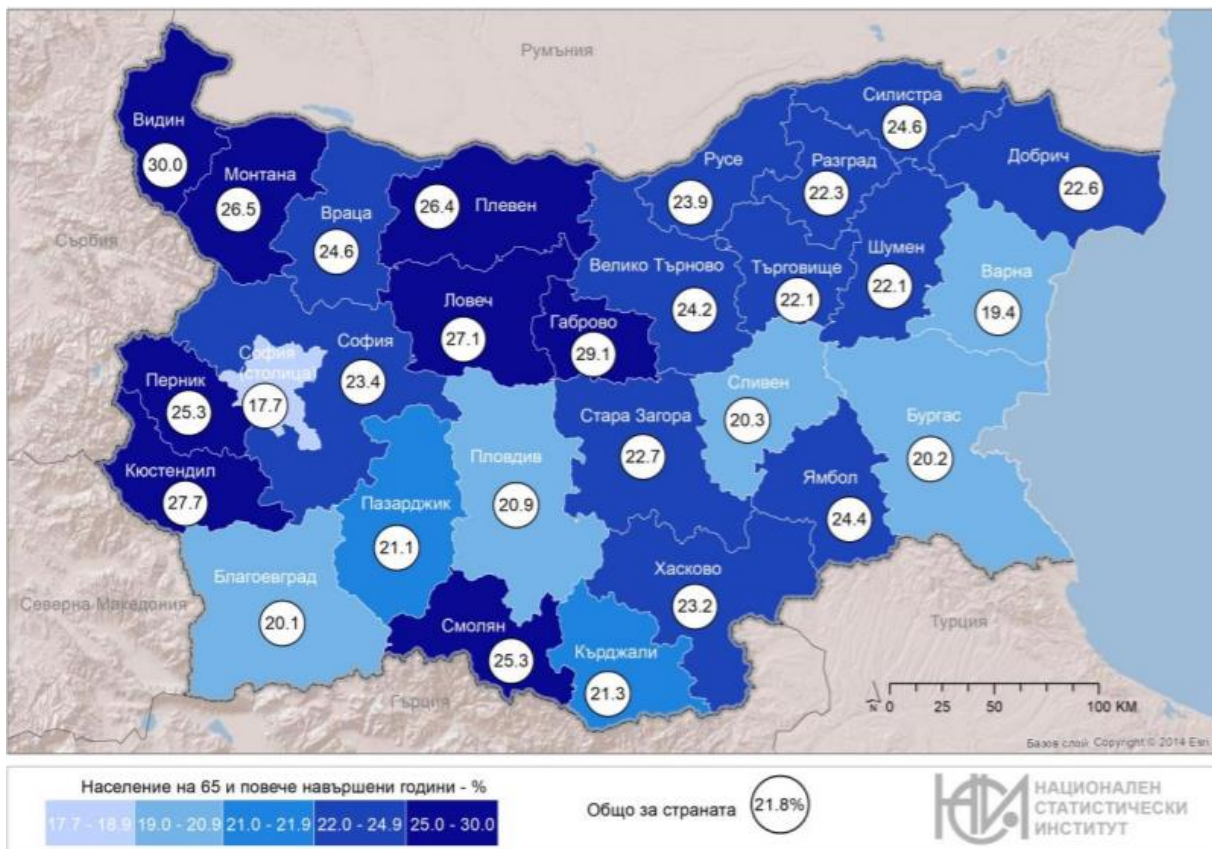 Румъния
Видин
30.0
Монтана
26.5
Враца
24.6
26.4
Плевен
Русе
23.9
Разград
22.3
Силистра
24.6
Добрич
22.6
Сърбия
Ловеч
27.1
Габрово
29.1
Велико Търново
24.2
Търговище
22.1
Шумен
22.1
Варна
19.4
София
(столица)
17.7
София
23.4
Перник
25.3
Кюстендил
27.7
Стара Загора
22.7
Сливен
20.3
Бургас
20.2
Пазарджик
21.1
Пловдив
20.9
Ямбол
24.4
Северна Македония
Благоевград
20.1
Смолян
25.3
Кърджали
21.3
Хасково
23.2
Турция
Гърция
N 0 25 50 100 КМ
Базов слой: Copyright © 2014 Esri
Население на 65 и повече навършени години - %
17.7 - 18.9 19.0 - 20.9 21.0 - 21.9 22.0 - 24.9 25.0 - 30.0
Общо за страната 21.8%
НСИ
НАЦИОНАЛЕН
СТАТИСТИЧЕСКИ
ИНСТИТУТ